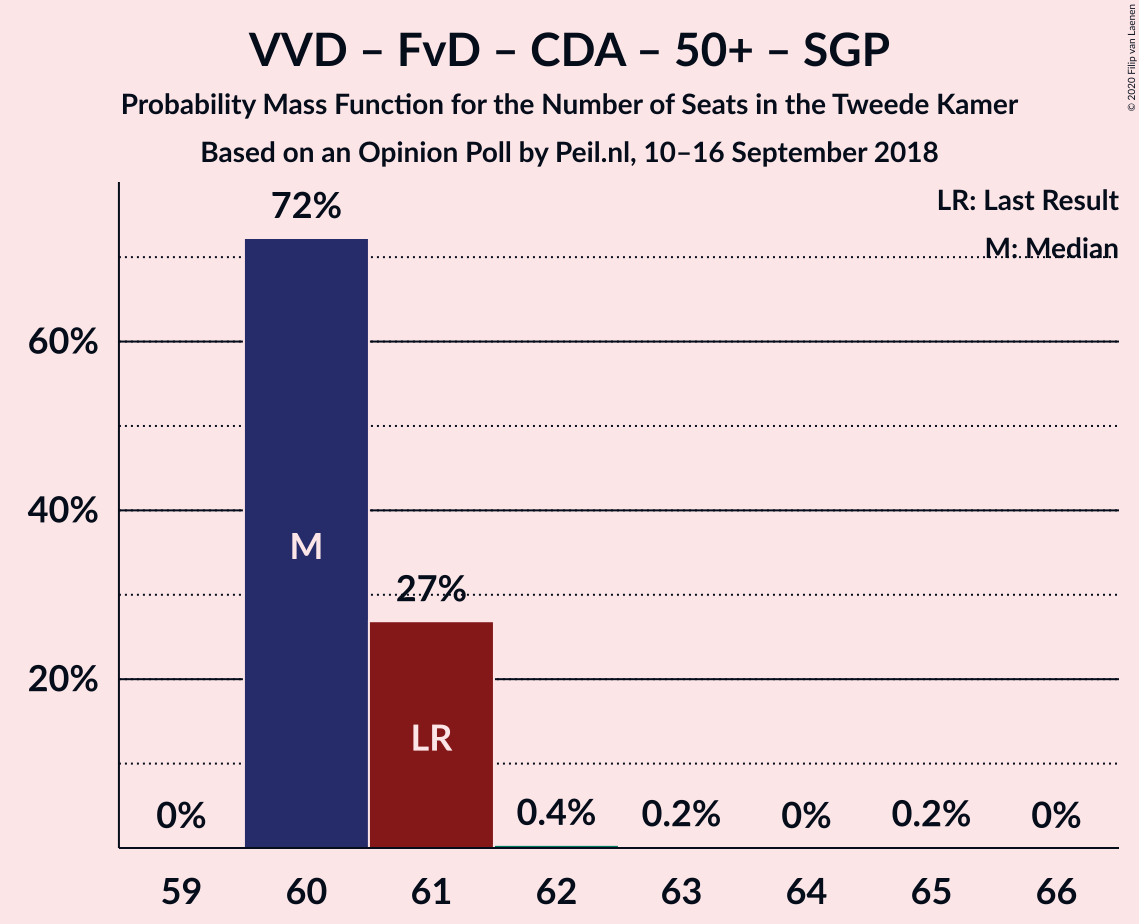 VVD – FvD – CDA – 50+ – SGP
Probability Mass Function for the Number of Seats in the Tweede Kamer
Based on an Opinion Poll by Peil.nl, 10–16 September 2018
© 2020 Filip van Laenen
LR: Last Result
M: Median
72%
60%
40%
M
27%
20%
LR
0%
0.4%
0.2%
0%
0.2%
0%
59 60 61 62 63 64 65 66